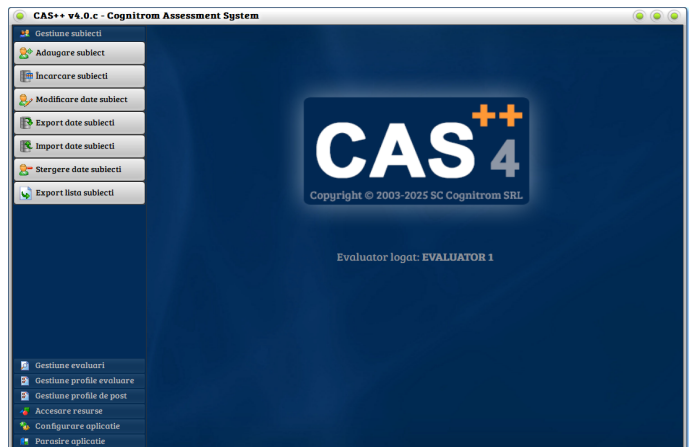 CAS++ v4.0.c - Cognitrom Assessment System
Gestiune subiecti
Adaugare subiect
Încarcare subiecti
Modificare date subiect
Export date subiecti
Import date subiecti
Stergere date subiecti
Export lista subiecti
CAS++ 4
Copyright © 2003-2025 SC Cognitrom SRL
Evaluator logat: EVALUATOR 1
Gestiune evaluari
Gestiune profile evaluare
Gestiune profile de post
Accesare resurse
Configurare aplicatie
Parasire aplicatie